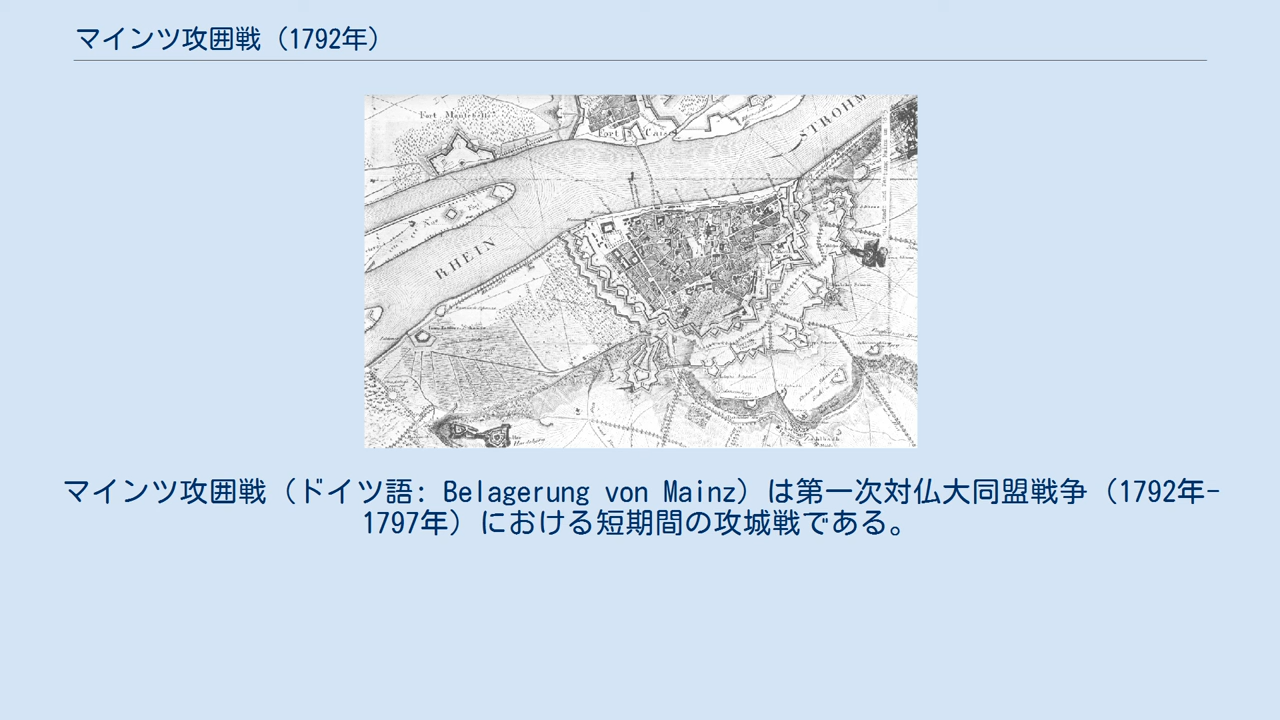 マインツ攻囲戦（1792年）
STROHM
RHEIN
マインツ攻囲戦（ドイツ語: Belagerung von Mainz）は第一次対仏大同盟戦争（1792年-
1797年）における短期間の攻城戦である。